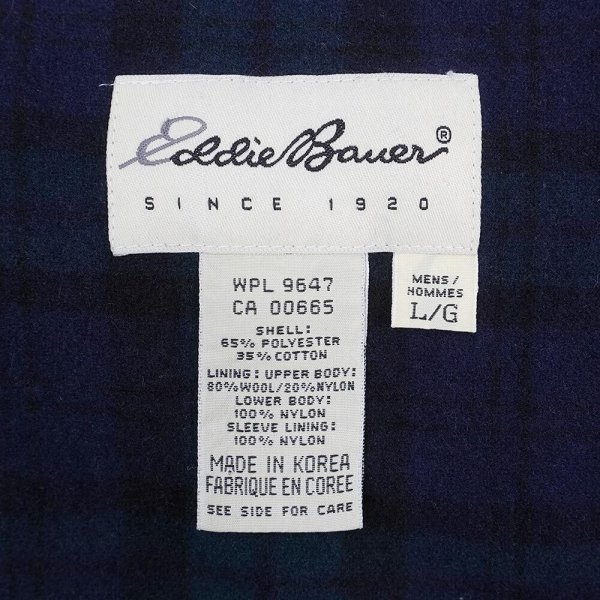 Eddie Bauer®
SINCE 1920
WPL 9647
CA 00665
SHELL:
65% POLYESTER
35% COTTON
LINING: UPPER BODY:
80% WOOL/20% NYLON
LOWER BODY:
100% NYLON
SLEEVE LINING:
100% NYLON
MADE IN KOREA
FABRIQUE EN COREE
SEE SIDE FOR CARE
MENS/
HOMMES
L/G